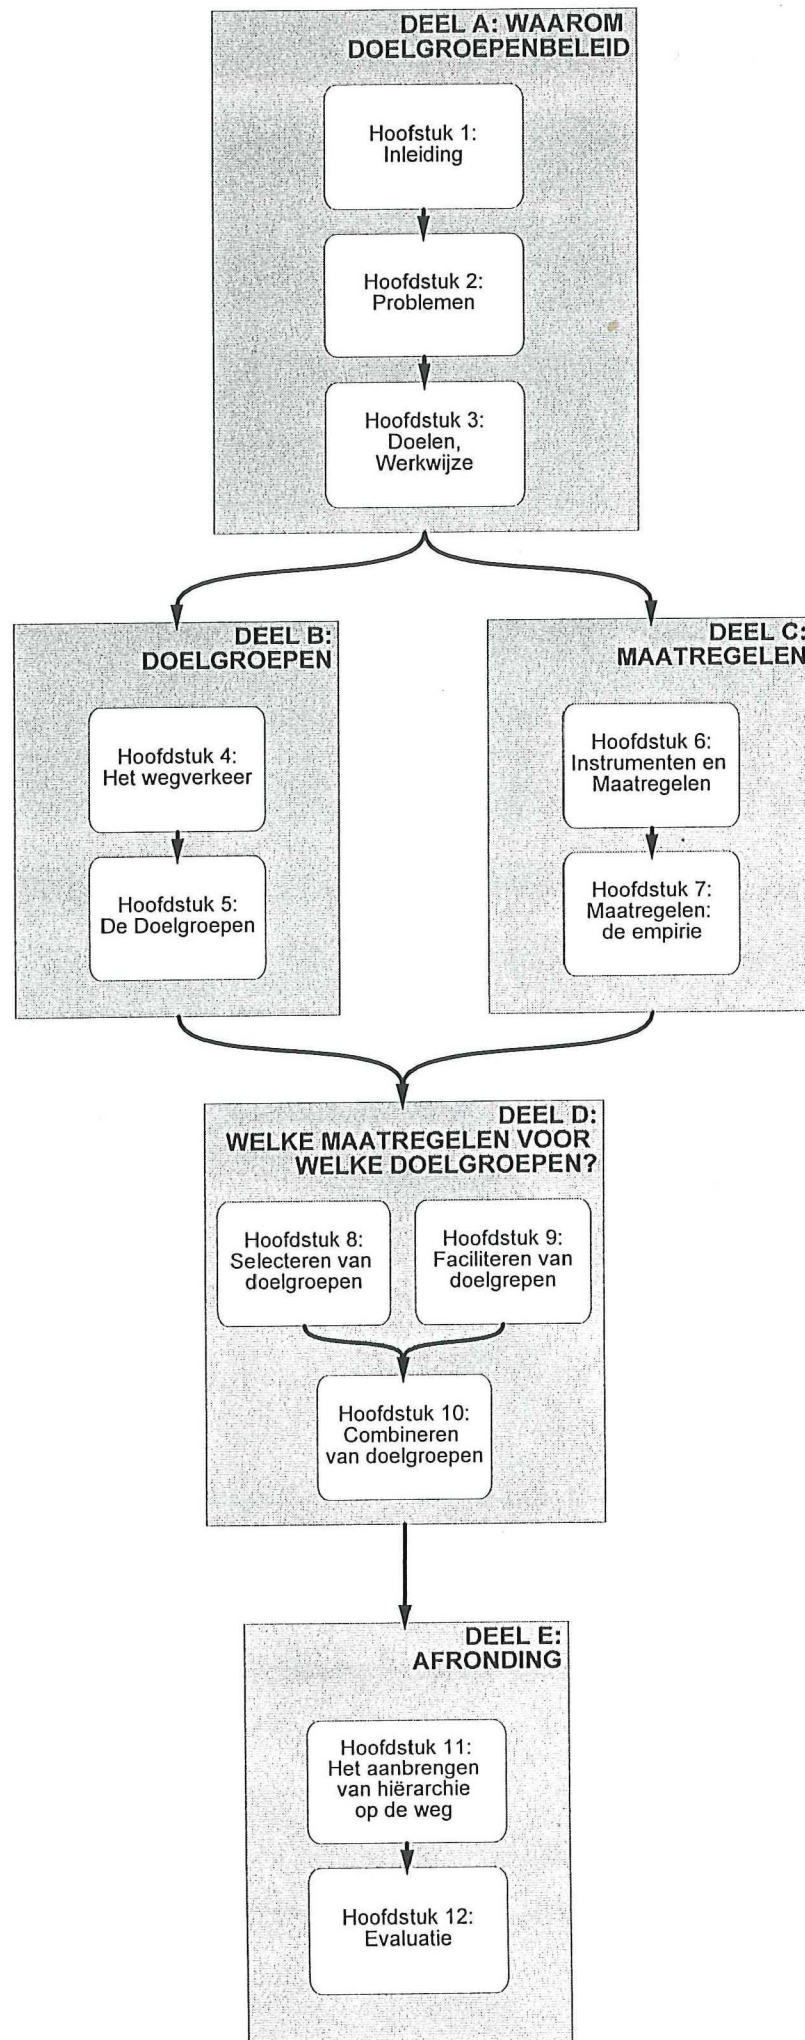 DEEL A: WAAROM
DOELGROEPENBELEID
Hoofstuk 1:
Inleiding
Hoofdstuk 2:
Problemen
Hoofdstuk 3:
Doelen,
Werkwijze
DEEL B:
DOELGROEPEN
Hoofdstuk 4:
Het wegverkeer
Hoofdstuk 5:
De Doelgroepen
DEEL C:
MAATREGELEN
Hoofdstuk 6:
Instrumenten en
Maatregelen
Hoofdstuk 7:
Maatregelen:
de empirie
DEEL D:
WELKE MAATREGELEN VOOR
WELKE DOELGROEPEN?
Hoofdstuk 8:
Selecteren van
doelgroepen
Hoofdstuk 9:
Faciliteren van
doelgrepen
Hoofdstuk 10:
Combineren
van doelgroepen
DEEL E:
AFRONDING
Hoofdstuk 11:
Het aanbrengen
van hiërarchie
op de weg
Hoofdstuk 12:
Evaluatie